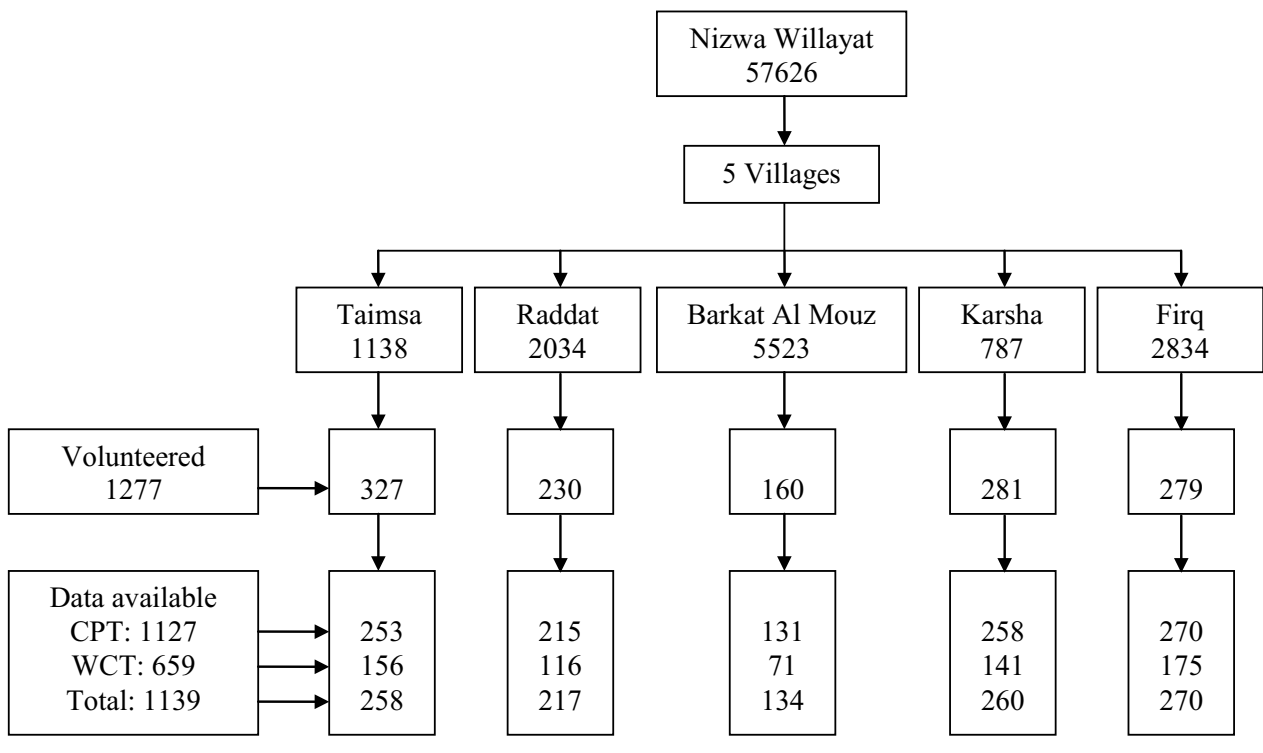 Nizwa Willayat
57626
5 Villages
Taimsa
1138
Raddat
2034
Barkat Al Mouz
5523
Karsha
787
Firq
2834
Volunteered
1277
327
230
160
281
279
Data available
CPT: 1127
WCT: 659
Total: 1139
253
156
258
215
116
217
131
71
134
258
141
260
270
175
270